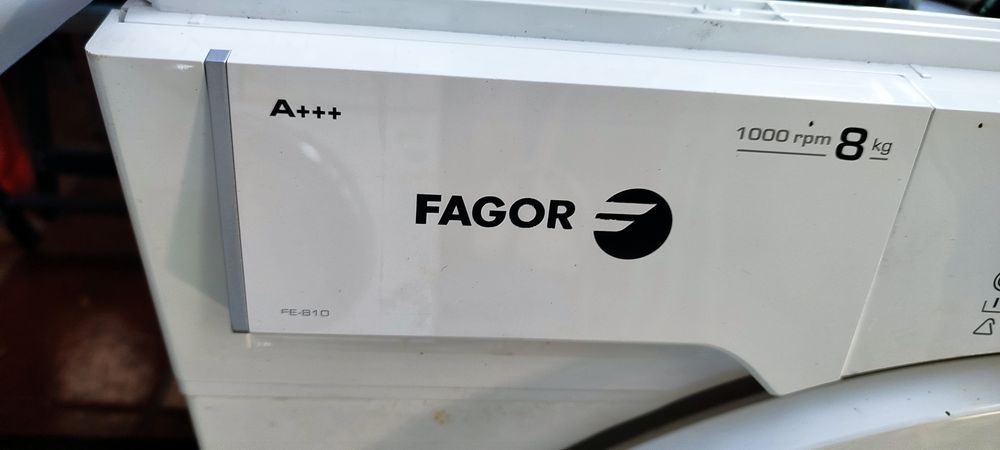 A+++
1000 rpm 8 kg
FAGOR
FE-810